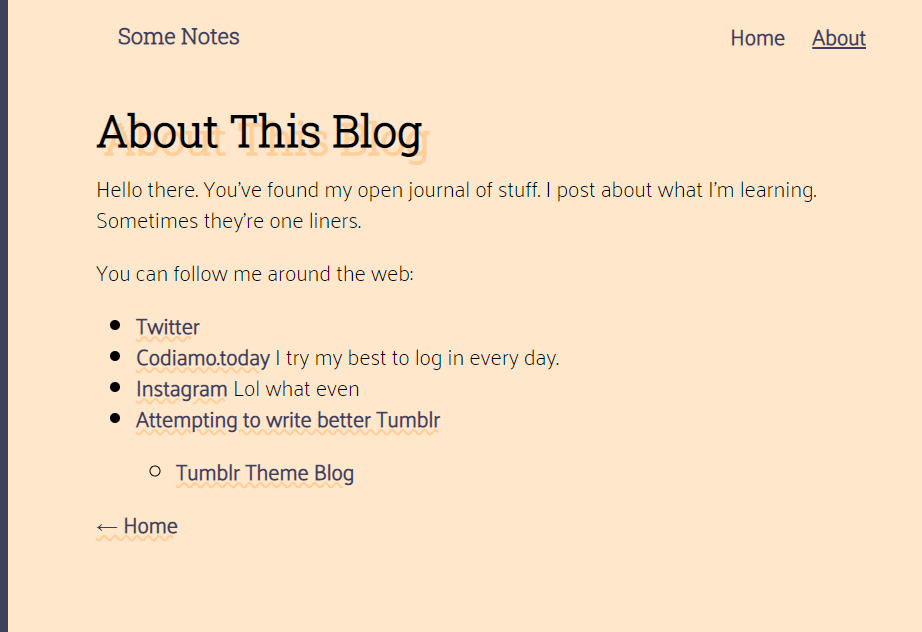 Some Notes
Home About
About This Blog
Hello there. You've found my open journal of stuff. I post about what I'm learning.
Sometimes they're one liners.
You can follow me around the web:
Twitter
Codiamo.today I try my best to log in every day.
Instagram Lol what even
Attempting to write better Tumblr
Tumblr Theme Blog
← Home